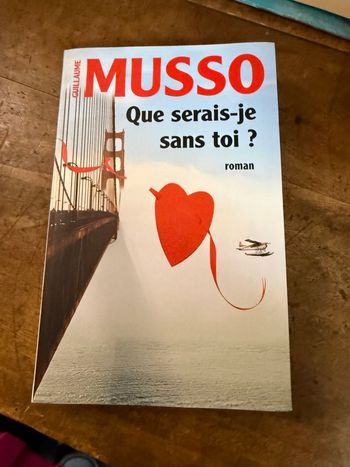 GUILLAUME
MUSSO
Que serais-je
sans toi ?
roman